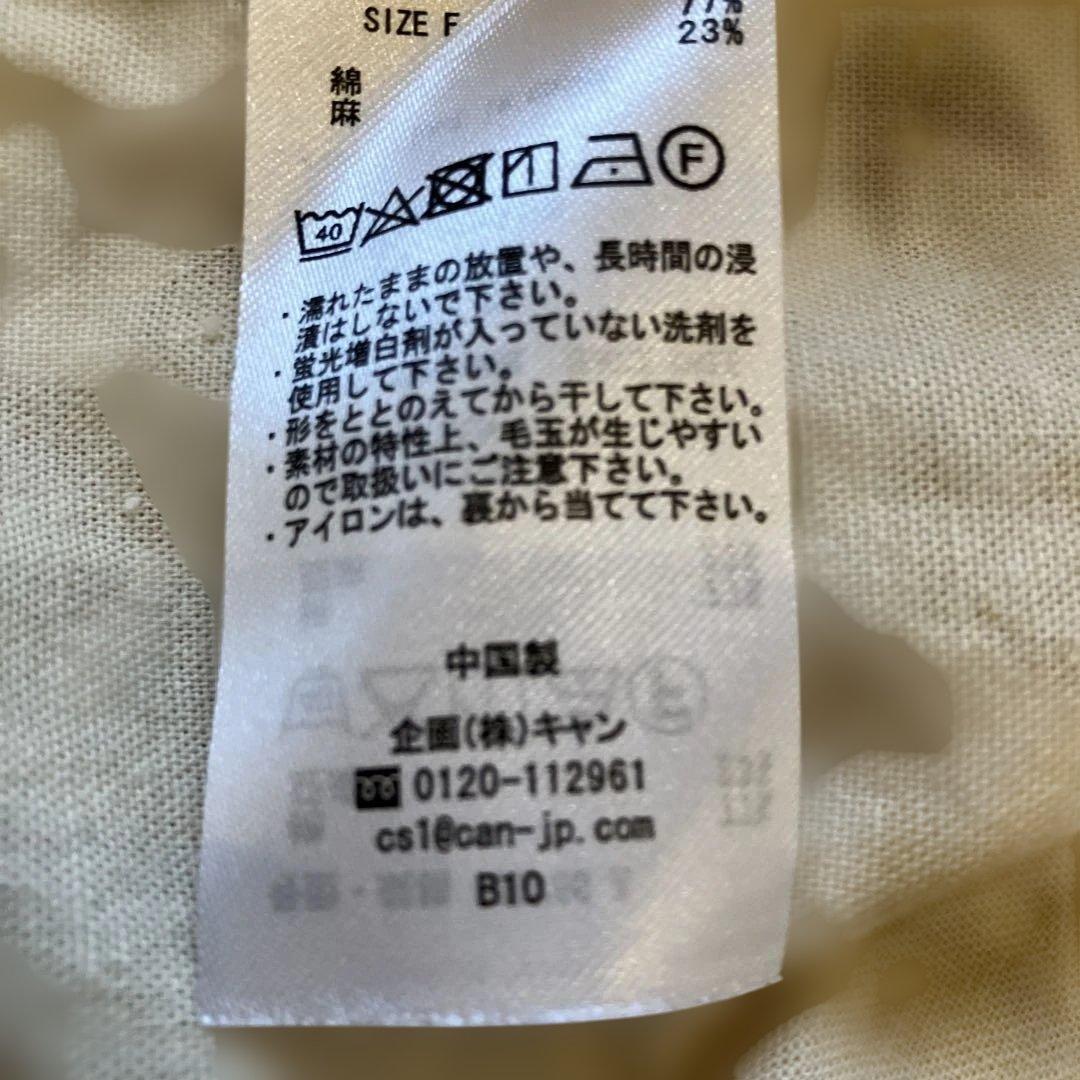 SIZE F
77%
23%
綿
麻
40
F
・濡れたままの放置や、長時間の浸
漬はしないで下さい。
・蛍光増白剤が入っていない洗剤を
使用して下さい。
・形をととのえてから干して下さい。
・素材の特性上、毛玉が生じやすい
ので取扱いにご注意下さい。
・アイロンは、裏から当てて下さい。
中国製
企画(株)キャン
0120-112961
cs1@can-jp.com
B10